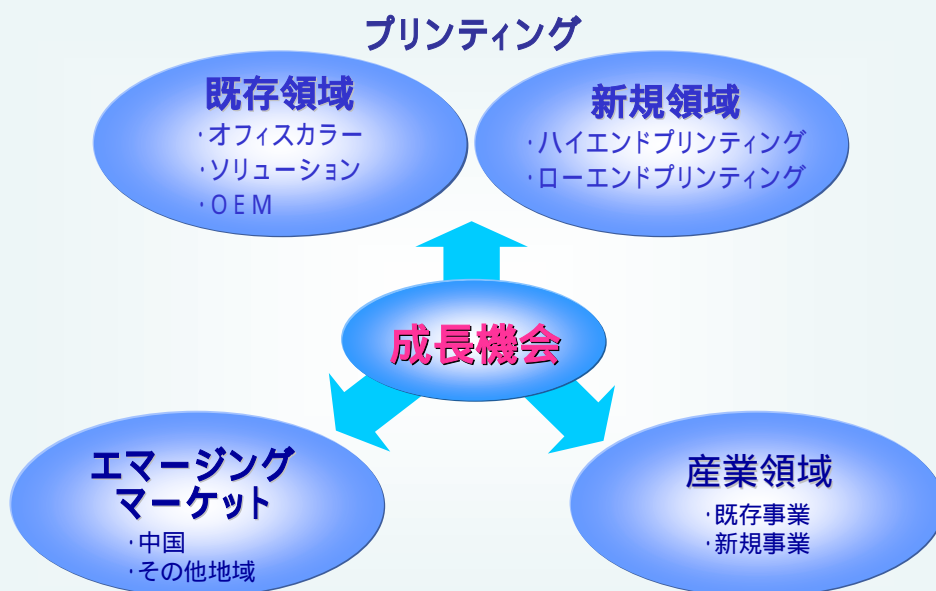 プリンティング
既存領域
・オフィスカラー
・ソリューション
・OEM
新規領域
・ハイエンドプリンティング
・ローエンドプリンティング
成長機会
エマージング
マーケット
・中国
・その他地域
産業領域
・既存事業
・新規事業